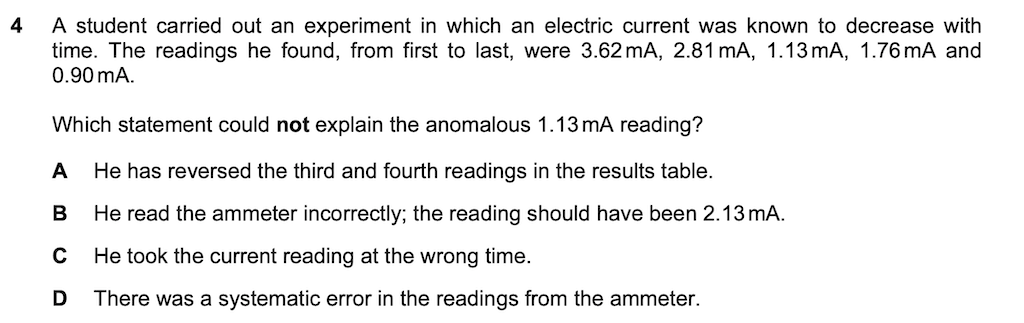 4 A student carried out an experiment in which an electric current was known to decrease with
time. The readings he found, from first to last, were 3.62 mA, 2.81 mA, 1.13 mA, 1.76 mA and
0.90 mA.
Which statement could not explain the anomalous 1.13 mA reading?
A He has reversed the third and fourth readings in the results table.
B He read the ammeter incorrectly; the reading should have been 2.13 mA.
C He took the current reading at the wrong time.
D There was a systematic error in the readings from the ammeter.